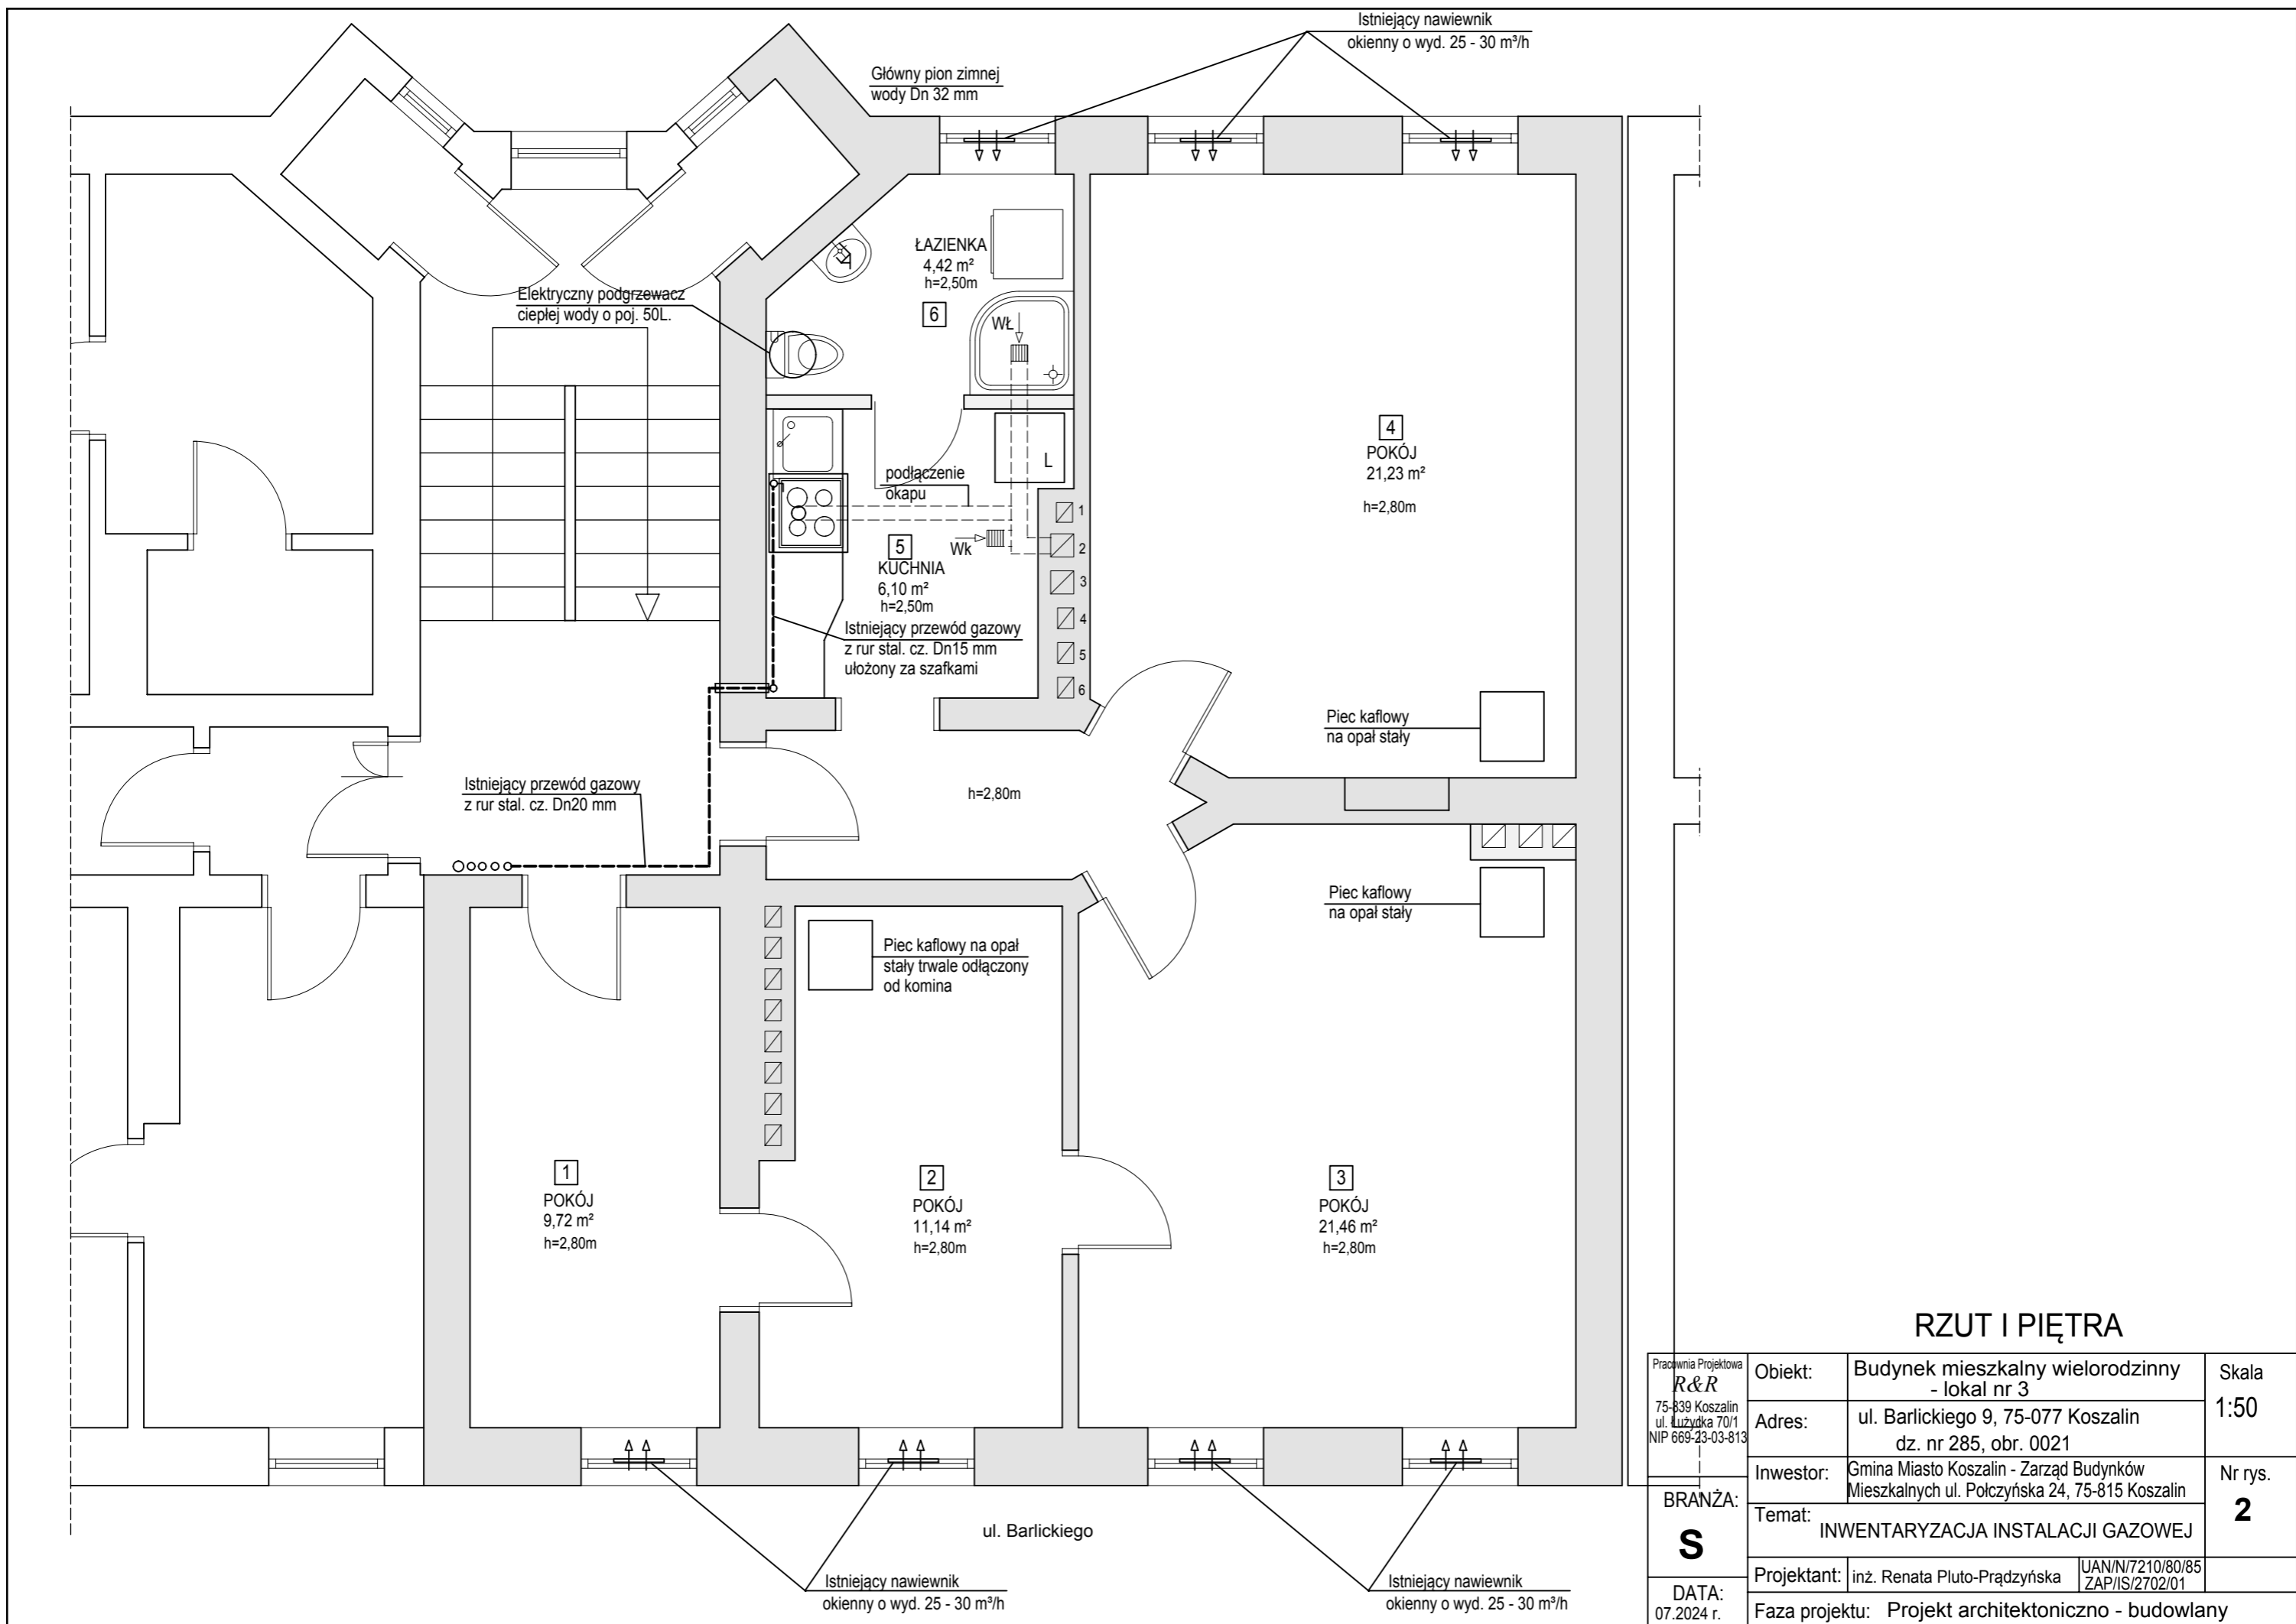 Istniejący nawiewnik
okienny o wyd. 25 - 30 m³/h
Główny pion zimnej
wody Dn 32 mm
ŁAZIENKA
4,42 m²
h=2,50m
6
Elektryczny podgrzewacz
ciepłej wody o poj. 50L.
WŁ
L
podłączenie
okapu
4
POKÓJ
21,23 m²
h=2,80m
1
2
3
4
5
6
Wk
5
KUCHNIA
6,10 m²
h=2,50m
Istniejący przewód gazowy
z rur stal. cz. Dn15 mm
ułożony za szafkami
Piec kaflowy
na opał stały
Istniejący przewód gazowy
z rur stal. cz. Dn20 mm
h=2,80m
Piec kaflowy
na opał stały
Piec kaflowy na opał
stały trwale odłączony
od komina
1
POKÓJ
9,72 m²
h=2,80m
2
POKÓJ
11,14 m²
h=2,80m
3
POKÓJ
21,46 m²
h=2,80m
ul. Barlickiego
Istniejący nawiewnik
okienny o wyd. 25 - 30 m³/h
Istniejący nawiewnik
okienny o wyd. 25 - 30 m³/h
RZUT I PIĘTRA
Pracownia Projektowa
R&R
75-839 Koszalin
ul. Łużycka 70/1
NIP 669-23-03-813
Obiekt:
Budynek mieszkalny wielorodzinny
- lokal nr 3
Skala
1:50
Adres:
ul. Barlickiego 9, 75-077 Koszalin
dz. nr 285, obr. 0021
Inwestor:
Gmina Miasto Koszalin - Zarząd Budynków
Mieszkalnych ul. Połczyńska 24, 75-815 Koszalin
Nr rys.
2
BRANŻA:
S
Temat:
INWENTARYZACJA INSTALACJI GAZOWEJ
Projektant:
inż. Renata Pluto-Prądzyńska
UAN/N/7210/80/85
ZAP/IS/2702/01
DATA:
07.2024 r.
Faza projektu: Projekt architektoniczno - budowlany